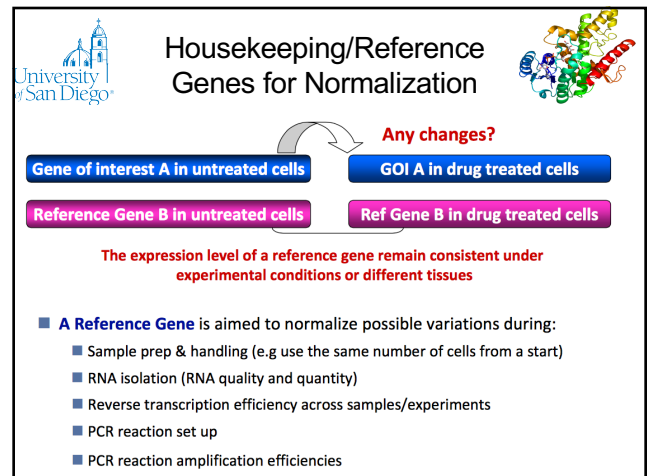 University
of San Diego®
Housekeeping/Reference
Genes for Normalization
Any changes?
Gene of interest A in untreated cells
GOI A in drug treated cells
Reference Gene B in untreated cells
Ref Gene B in drug treated cells
The expression level of a reference gene remain consistent under
experimental conditions or different tissues
A Reference Gene is aimed to normalize possible variations during:
Sample prep & handling (e.g use the same number of cells from a start)
RNA isolation (RNA quality and quantity)
Reverse transcription efficiency across samples/experiments
PCR reaction set up
PCR reaction amplification efficiencies